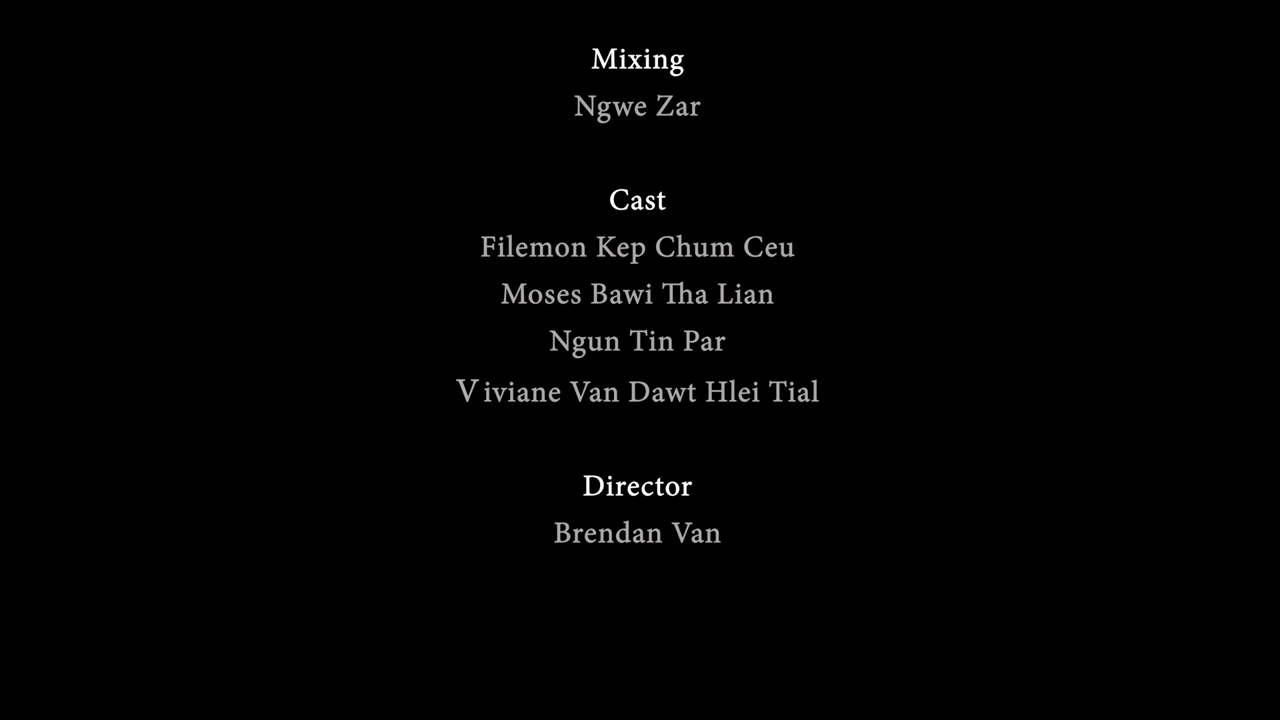 Mixing
Ngwe Zar
Cast
Filemon Kep Chum Ceu
Moses Bawi Tha Lian
Ngun Tin Par
Viviane Van Dawt Hlei Tial
Director
Brendan Van